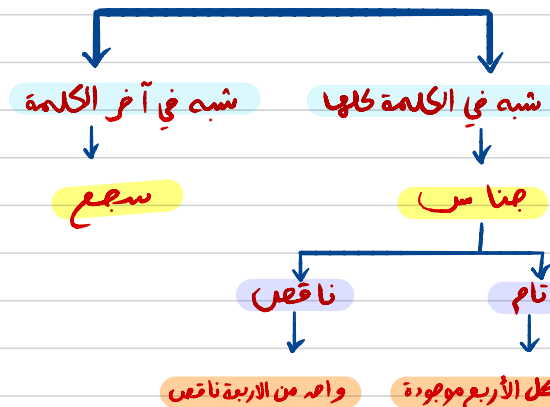 شبه في الكلمة كلها
شبه في آخر الكلمة
جناس
سجع
تام
ناقص
كل الأربع موجودة
واحد من الاربعة ناقص